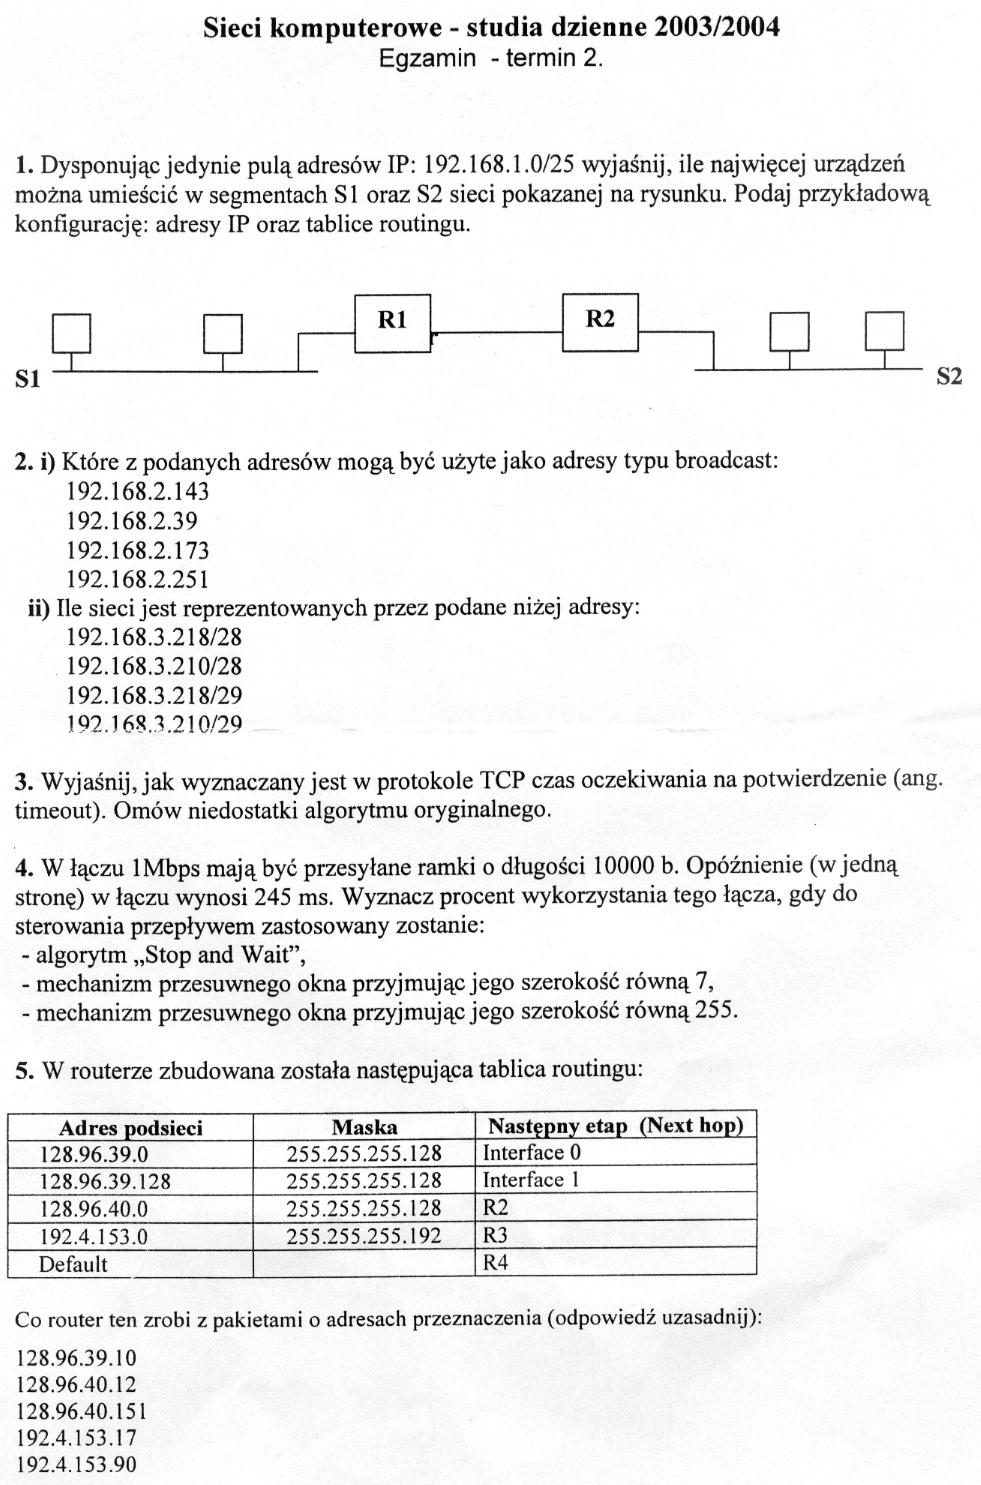 Sieci komputerowe - studia dzienne 2003/2004
Egzamin - termin 2.
1. Dysponując jedynie pulą adresów IP: 192.168.1.0/25 wyjaśnij, ile najwięcej urządzeń
można umieścić w segmentach S1 oraz S2 sieci pokazanej na rysunku. Podaj przykładową
konfigurację: adresy IP oraz tablice routingu.
R1 R2
S1 S2
2. i) Które z podanych adresów mogą być użyte jako adresy typu broadcast:
192.168.2.143
192.168.2.39
192.168.2.173
192.168.2.251
ii) Ile sieci jest reprezentowanych przez podane niżej adresy:
192.168.3.218/28
192.168.3.210/28
192.168.3.218/29
192.168.3.210/29
3. Wyjaśnij, jak wyznaczany jest w protokole TCP czas oczekiwania na potwierdzenie (ang.
timeout). Omów niedostatki algorytmu oryginalnego.
4. W łączu 1Mbps mają być przesyłane ramki o długości 10000 b. Opóźnienie (w jedną
stronę) w łączu wynosi 245 ms. Wyznacz procent wykorzystania tego łącza, gdy do
sterowania przepływem zastosowany zostanie:
- algorytm „Stop and Wait”,
- mechanizm przesuwnego okna przyjmując jego szerokość równą 7,
- mechanizm przesuwnego okna przyjmując jego szerokość równą 255.
5. W routerze zbudowana została następująca tablica routingu:
Adres podsieci Maska Następny etap (Next hop)
128.96.39.0 255.255.255.128 Interface 0
128.96.39.128 255.255.255.128 Interface 1
128.96.40.0 255.255.255.128 R2
192.4.153.0 255.255.255.192 R3
Default R4
Co router ten zrobi z pakietami o adresach przeznaczenia (odpowiedź uzasadnij):
128.96.39.10
128.96.40.12
128.96.40.151
192.4.153.17
192.4.153.90